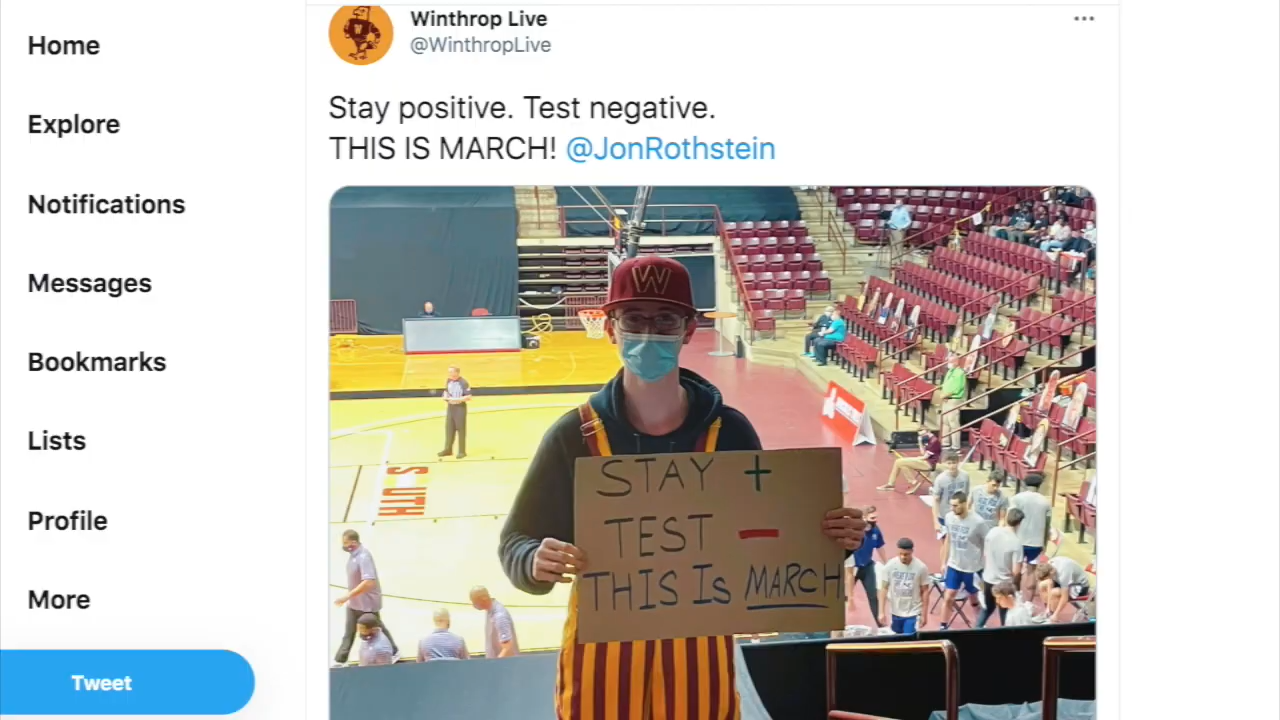 Home
Explore
Notifications
Messages
Bookmarks
Lists
Profile
More
Tweet
Winthrop Live
@WinthropLive
Stay positive. Test negative.
THIS IS MARCH! @JonRothstein
W
S UTH
STAY +
TEST -
THIS Is MARCH